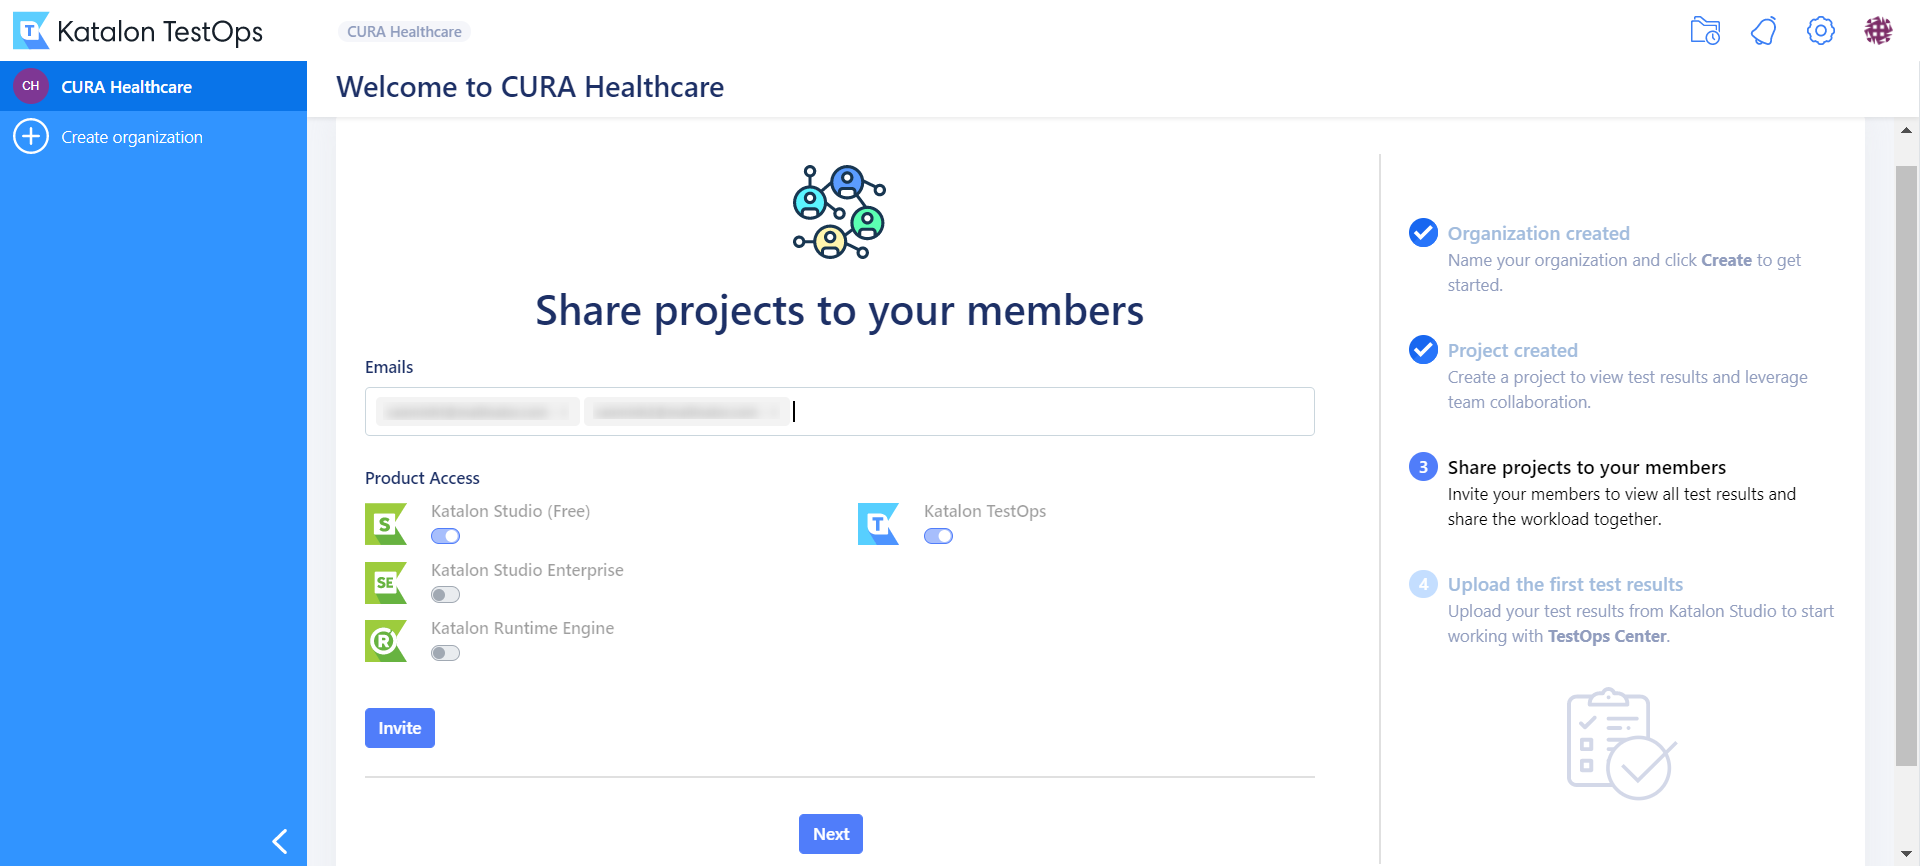 Katalon TestOps
CURA Healthcare
CH
CURA Healthcare
Create organization
Welcome to CURA Healthcare
Share projects to your members
Emails
Product Access
S
Katalon Studio (Free)
T
Katalon TestOps
SE
Katalon Studio Enterprise
R
Katalon Runtime Engine
Invite
Next
Organization created
Name your organization and click Create to get
started.
Project created
Create a project to view test results and leverage
team collaboration.
3
Share projects to your members
Invite your members to view all test results and
share the workload together.
4
Upload the first test results
Upload your test results from Katalon Studio to start
working with TestOps Center.